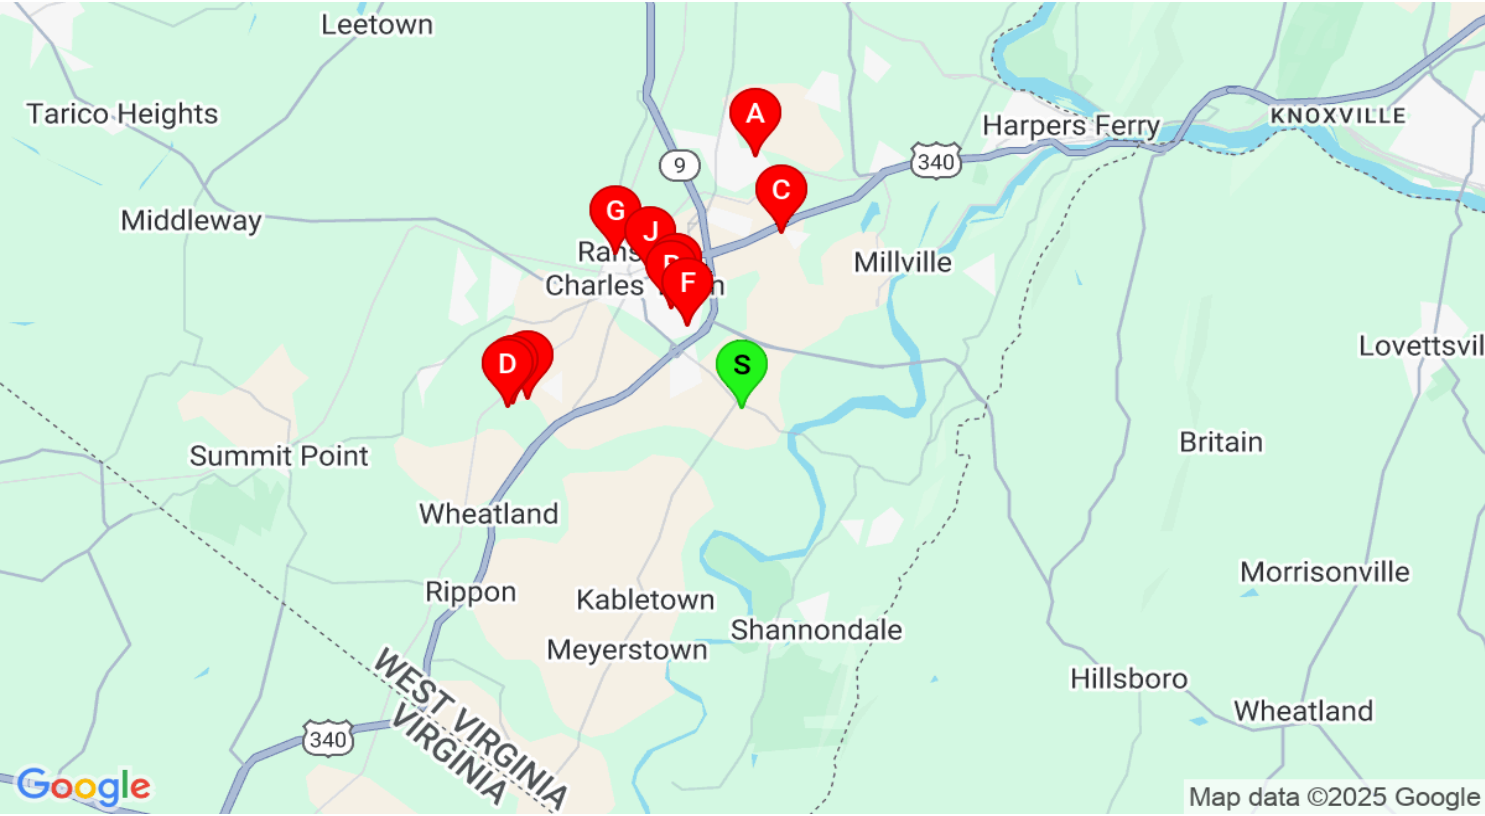 Leetown
Tarico Heights
A
Harpers Ferry
KNOXVILLE
9
340
C
Middleway
G
J
Millville
F
Charles
D
S
Lovettsvil
Britain
Summit Point
Wheatland
Morrisonville
Rippon
Kabletown
Shannondale
Meyerstown
Hillsboro
WEST VIRGINIA
VIRGINIA
Wheatland
340
Google
Map data ©2025 Google